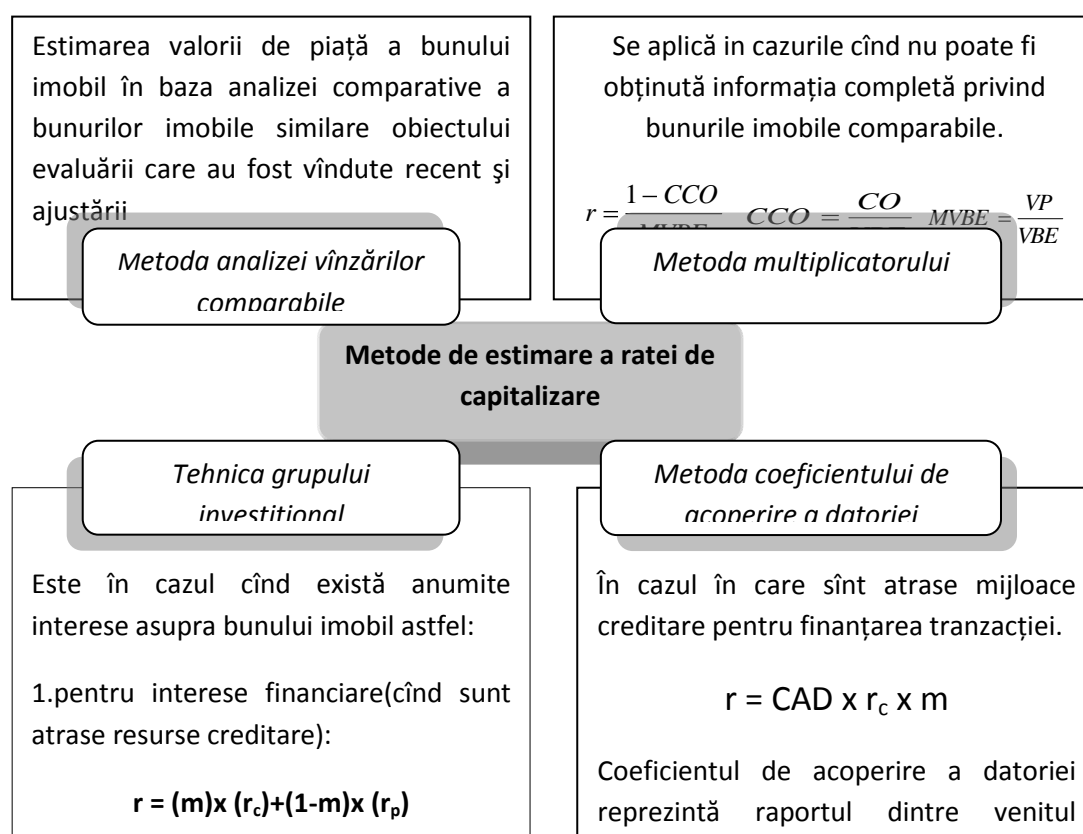 Estimarea valorii de piață a bunului
imobil în baza analizei comparative a
bunurilor imobile similare obiectului
evaluării care au fost vîndute recent şi
ajustării
Se aplică in cazurile cînd nu poate fi
obținută informația completă privind
bunurile imobile comparabile.
r = 1 − CCO / MVBE CCO = CO / MVBE = VP / VBE
Metoda analizei vînzărilor
comparabile
Metoda multiplicatorului
Metode de estimare a ratei de
capitalizare
Tehnica grupului
investițional
Metoda coeficientului de
acoperire a datoriei
Este în cazul cînd există anumite
interese asupra bunului imobil astfel:
1.pentru interese financiare(cînd sunt
atrase resurse creditare):
r = (m)x (rc)+(1-m)x (rp)
În cazul în care sînt atrase mijloace
creditare pentru finanțarea tranzacției.
r = CAD x rc x m
Coeficientul de acoperire a datoriei
reprezintă raportul dintre venitul